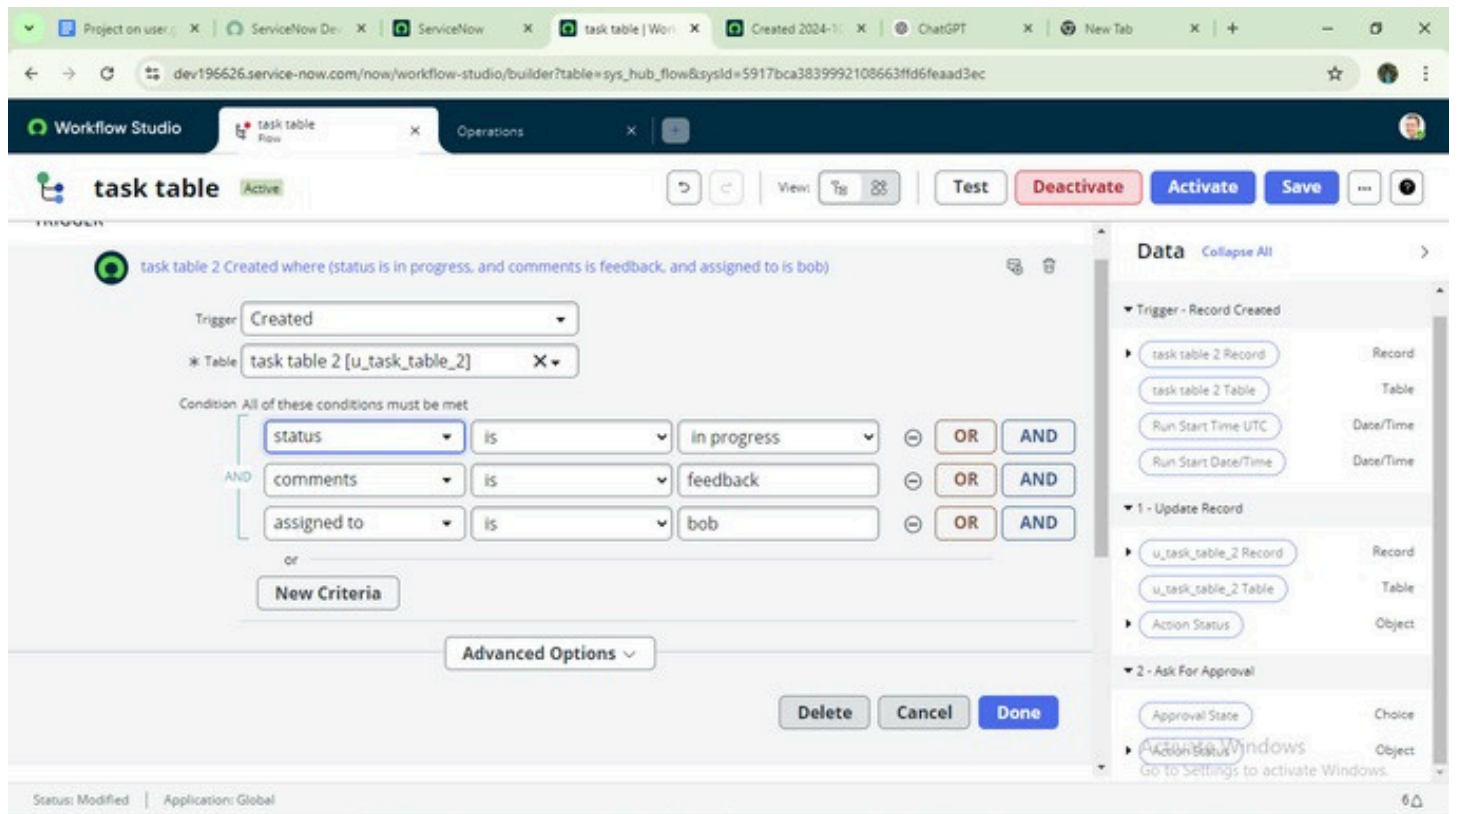 Project on user
ServiceNow De
ServiceNow
task table | Wor
Created 2024-1
ChatGPT
New Tab
dev196626.service-now.com/now/workflow-studio/builder?table=sys_hub_flow&sysId=5917bca3839992108663ffd6feaad3ec
Workflow Studio
task table
Flow
Operations
task table Active
View:
Test
Deactivate
Activate
Save
TRIGGER
task table 2 Created where (status is in progress, and comments is feedback, and assigned to is bob)
Trigger Created
* Table task table 2 [u_task_table_2]
Condition All of these conditions must be met
status is in progress OR AND
AND
comments is feedback OR AND
assigned to is bob OR AND
or
New Criteria
Advanced Options
Delete Cancel Done
Data Collapse All
Trigger - Record Created
task table 2 Record Record
task table 2 Table Table
Run Start Time UTC Date/Time
Run Start Date/Time Date/Time
1 - Update Record
u_task_table_2 Record Record
u_task_table_2 Table Table
Action Status Object
2 - Ask For Approval
Approval State Choice
Action Status Object
Activate Windows
Go to Settings to activate Windows.
Status: Modified | Application: Global
6